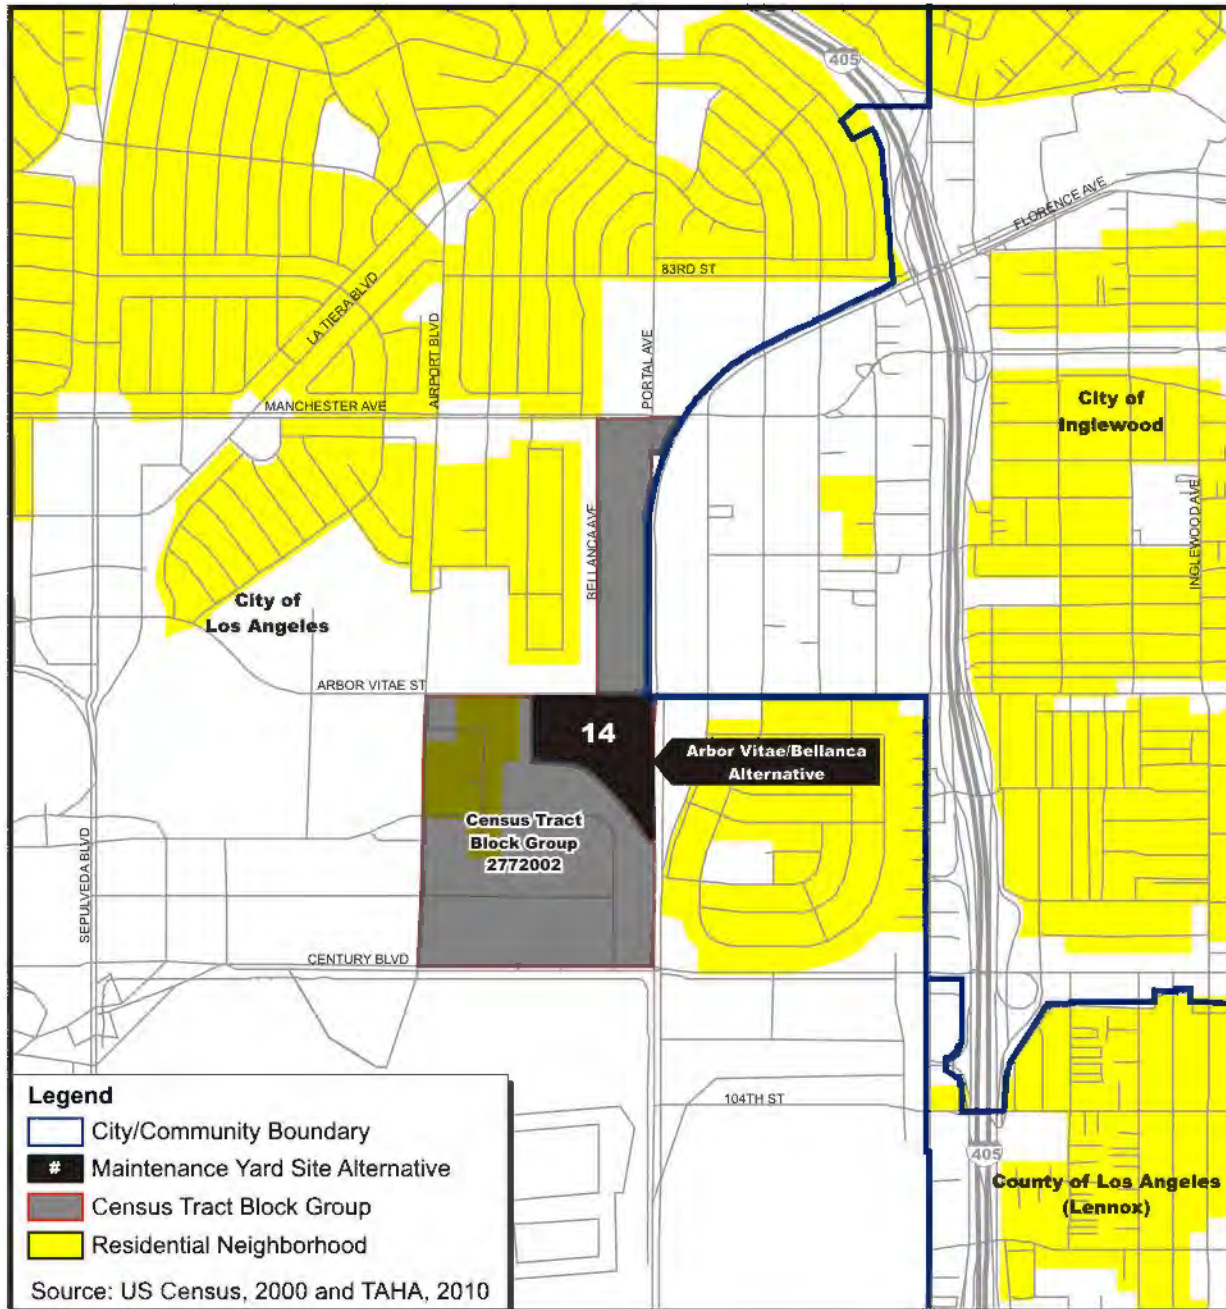 405
FLORENCE AVE
83RD ST
LA TIERA BLVD
AIRPORT BLVD
PORTAL AVE
MANCHESTER AVE
City of
Inglewood
INGLEWOOD AVE
BELLANCA AVE
City of
Los Angeles
ARBOR VITAE ST
14
Arbor Vitae/Bellanca
Alternative
Census Tract
Block Group
2772002
SEPULVEDA BLVD
CENTURY BLVD
104TH ST
405
County of Los Angeles
(Lennox)
Legend
City/Community Boundary
# Maintenance Yard Site Alternative
Census Tract Block Group
Residential Neighborhood
Source: US Census, 2000 and TAHA, 2010